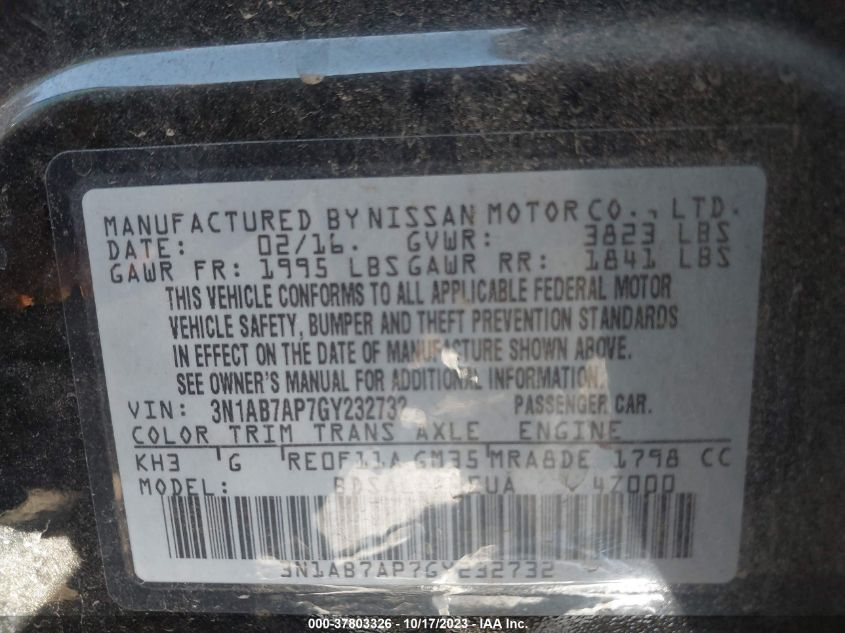 MANUFACTURED BY NISSAN MOTOR CO., LTD.
DATE: 02/16. GVWR: 3823 LBS
GAWR FR: 1995 LBS GAWR RR: 1841 LBS
THIS VEHICLE CONFORMS TO ALL APPLICABLE FEDERAL MOTOR
VEHICLE SAFETY, BUMPER AND THEFT PREVENTION STANDARDS
IN EFFECT ON THE DATE OF MANUFACTURE SHOWN ABOVE.
SEE OWNER'S MANUAL FOR ADDITIONAL INFORMATION.
VIN: 3N1AB7AP7GY232732 PASSENGER CAR.
COLOR TRIM TRANS AXLE ENGINE
KH3 G RE0F11A GM35 MRA8DE 1798 CC
MODEL: 4Z000
3N1AB7AP7GY232732
000-37803326 - 10/17/2023 - IAA Inc.